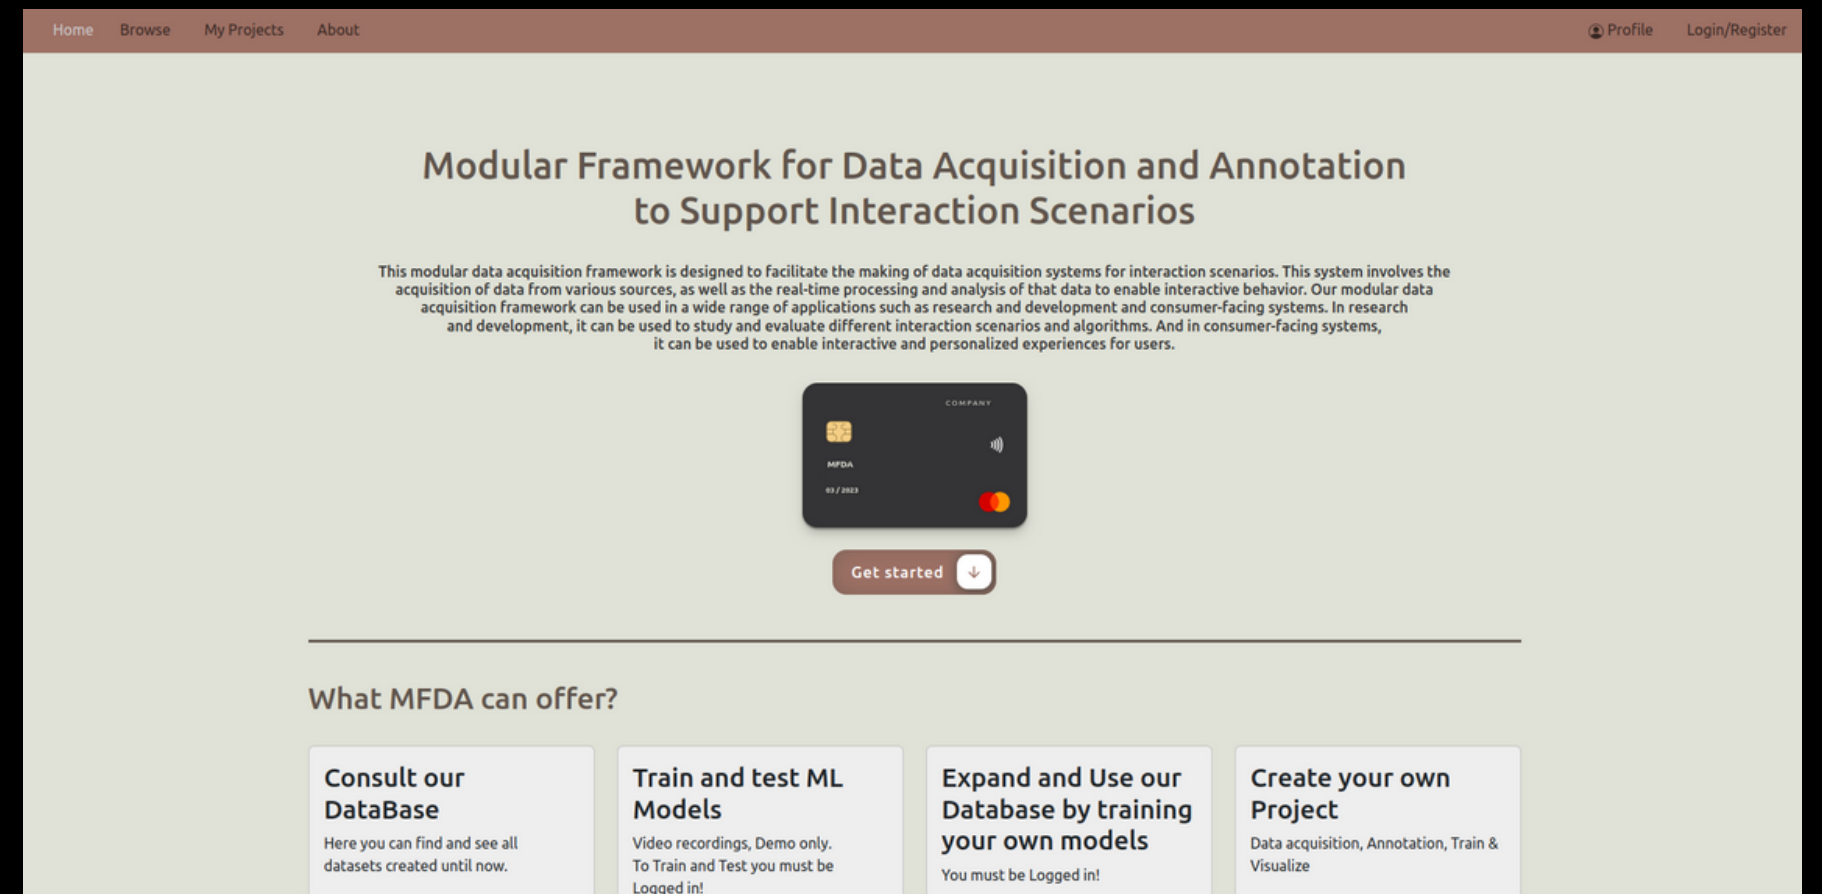 Home Browse My Projects About Profile Login/Register
Modular Framework for Data Acquisition and Annotation
to Support Interaction Scenarios
This modular data acquisition framework is designed to facilitate the making of data acquisition systems for interaction scenarios. This system involves the
acquisition of data from various sources, as well as the real-time processing and analysis of that data to enable interactive behavior. Our modular data
acquisition framework can be used in a wide range of applications such as research and development and consumer-facing systems. In research
and development, it can be used to study and evaluate different interaction scenarios and algorithms. And in consumer-facing systems,
it can be used to enable interactive and personalized experiences for users.
COMPANY
MFDA
03 / 2023
Get started
What MFDA can offer?
Consult our
DataBase
Here you can find and see all
datasets created until now.
Train and test ML
Models
Video recordings, Demo only.
To Train and Test you must be
Logged in!
Expand and Use our
Database by training
your own models
You must be Logged in!
Create your own
Project
Data acquisition, Annotation, Train &
Visualize